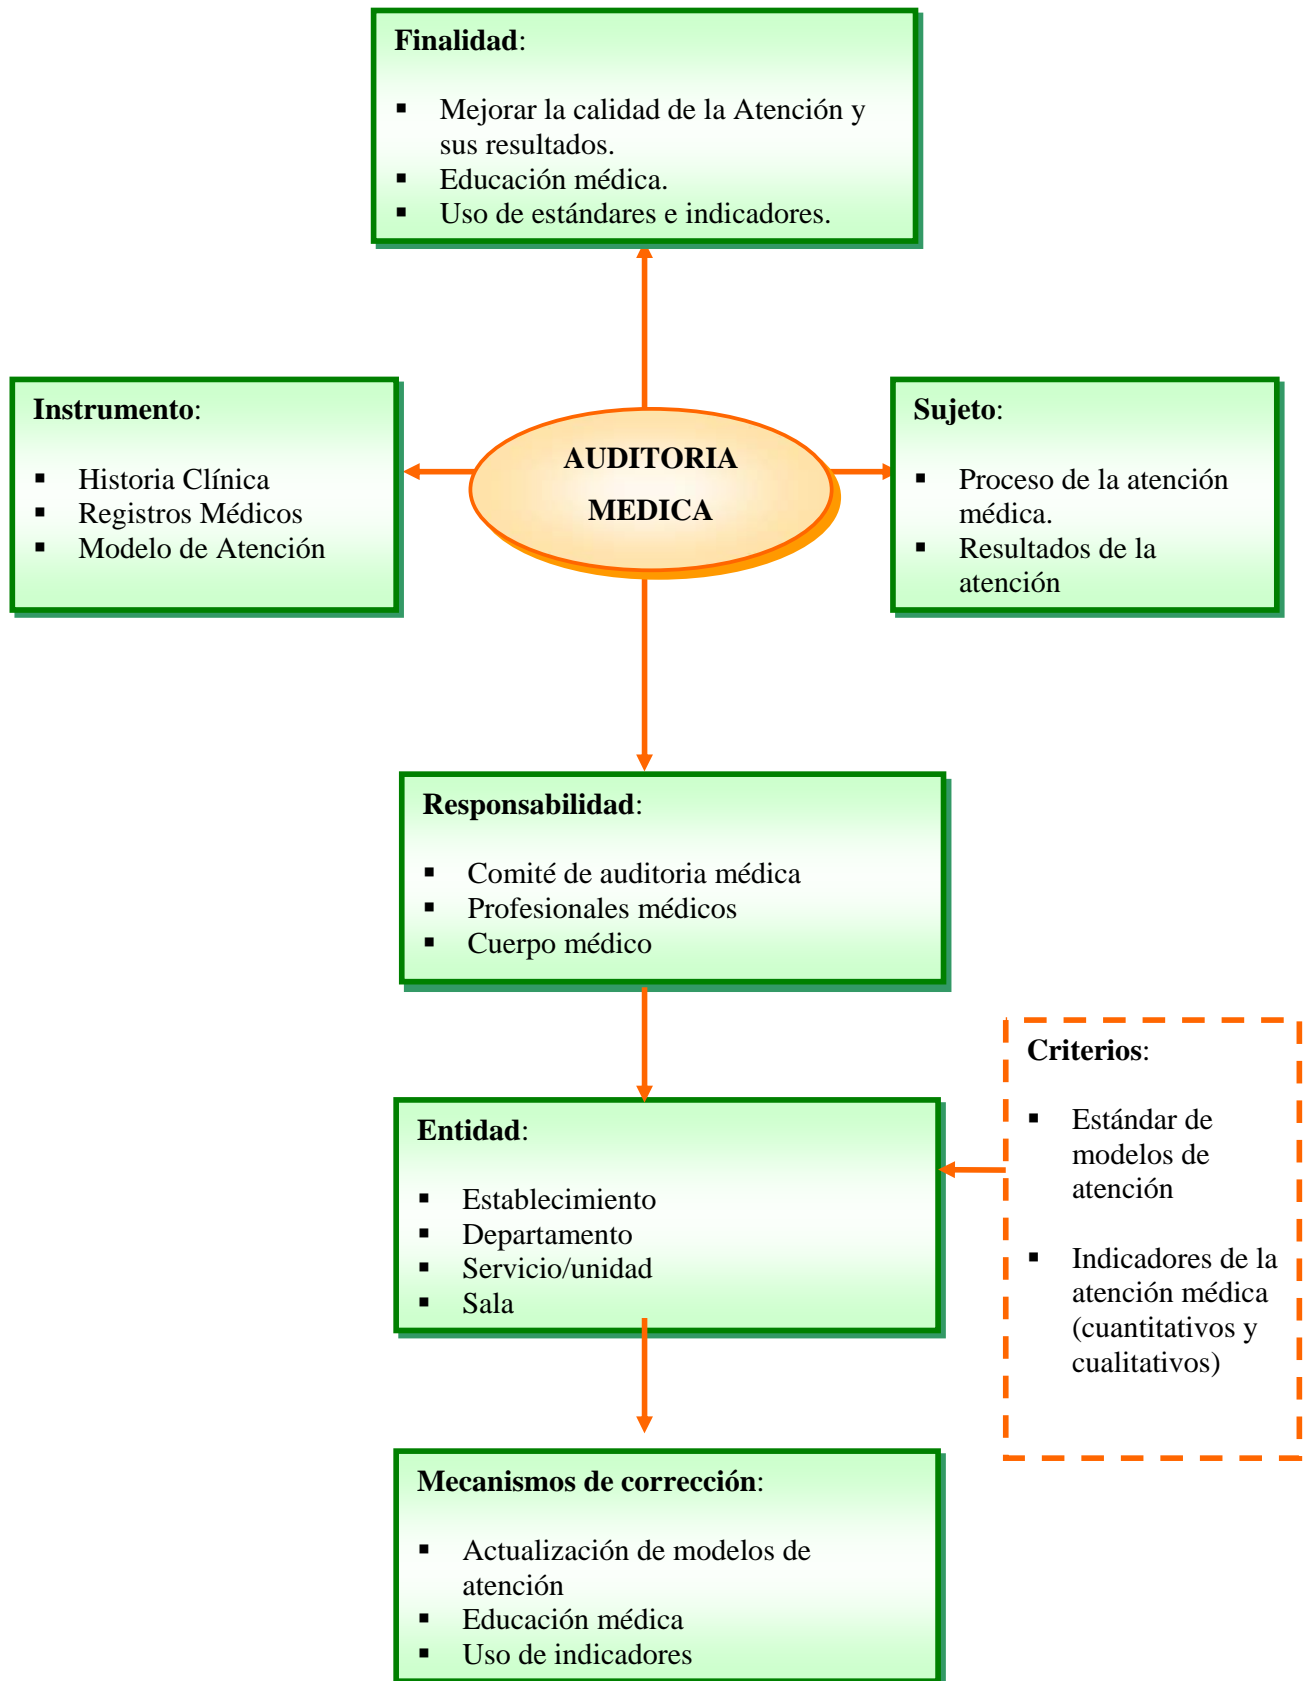 Finalidad:
▪ Mejorar la calidad de la Atención y
sus resultados.
▪ Educación médica.
▪ Uso de estándares e indicadores.
Instrumento:
▪ Historia Clínica
▪ Registros Médicos
▪ Modelo de Atención
AUDITORIA
MEDICA
Sujeto:
▪ Proceso de la atención
médica.
▪ Resultados de la
atención
Responsabilidad:
▪ Comité de auditoria médica
▪ Profesionales médicos
▪ Cuerpo médico
Entidad:
▪ Establecimiento
▪ Departamento
▪ Servicio/unidad
▪ Sala
Criterios:
▪ Estándar de
modelos de
atención
▪ Indicadores de la
atención médica
(cuantitativos y
cualitativos)
Mecanismos de corrección:
▪ Actualización de modelos de
atención
▪ Educación médica
▪ Uso de indicadores